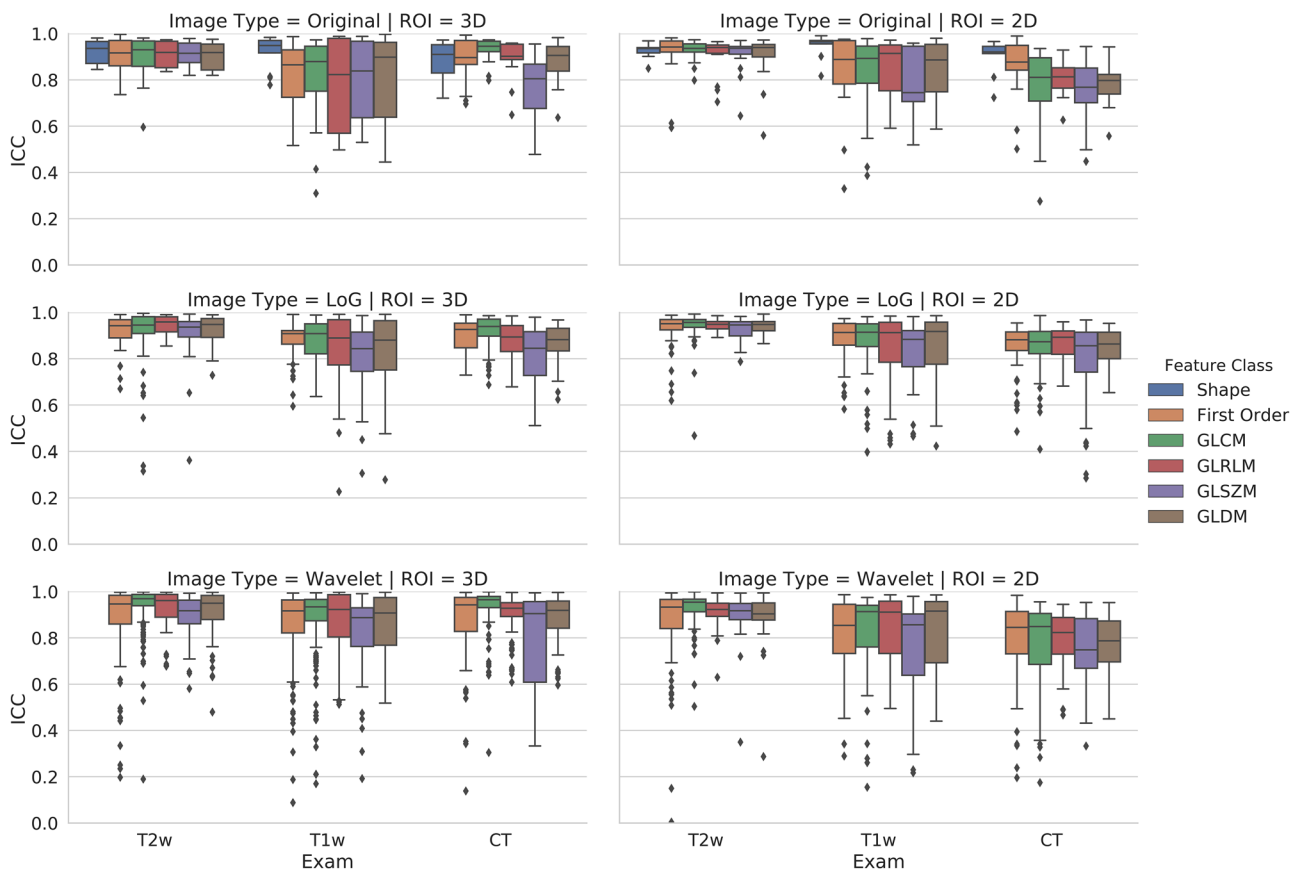 Image Type = Original | ROI = 3D
Image Type = Original | ROI = 2D
1.0
0.8
0.6
0.4
0.2
0.0
ICC
Image Type = LoG | ROI = 3D
Image Type = LoG | ROI = 2D
1.0
0.8
0.6
0.4
0.2
0.0
ICC
Feature Class
Shape
First Order
GLCM
GLRLM
GLSZM
GLDM
Image Type = Wavelet | ROI = 3D
Image Type = Wavelet | ROI = 2D
1.0
0.8
0.6
0.4
0.2
0.0
ICC
T2w T1w CT
Exam
T2w T1w CT
Exam